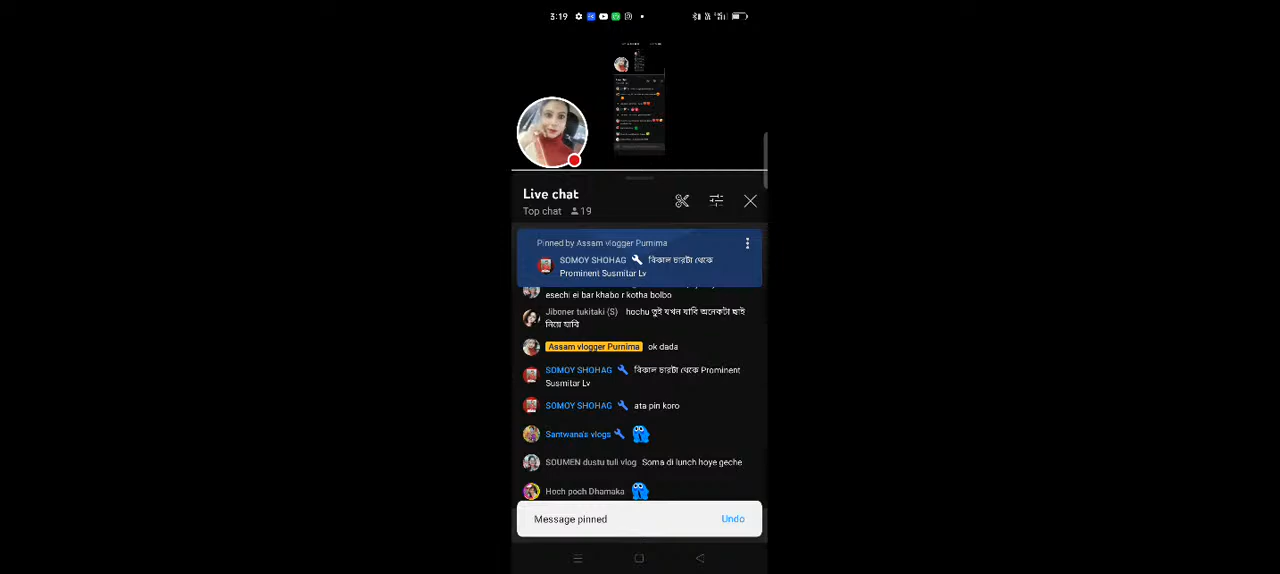 3:19
Live chat
Top chat 19
Pinned by Assam vlogger Purnima
SOMOY SHOHAG বিকাল চারটা থেকে
Prominent Susmitar Lv
esechi ei bar khabo r kotha bolbo
Jiboner tukitaki (S) hochu তুই যখন যাবি অনেকটা ছাই
নিয়ে যাবি
Assam vlogger Purnima ok dada
SOMOY SHOHAG বিকাল চারটা থেকে Prominent
Susmitar Lv
SOMOY SHOHAG ata pin koro
Santwana's vlogs
SOUMEN dustu tuli vlog Soma di lunch hoye geche
Hoch poch Dhamaka
Message pinned Undo